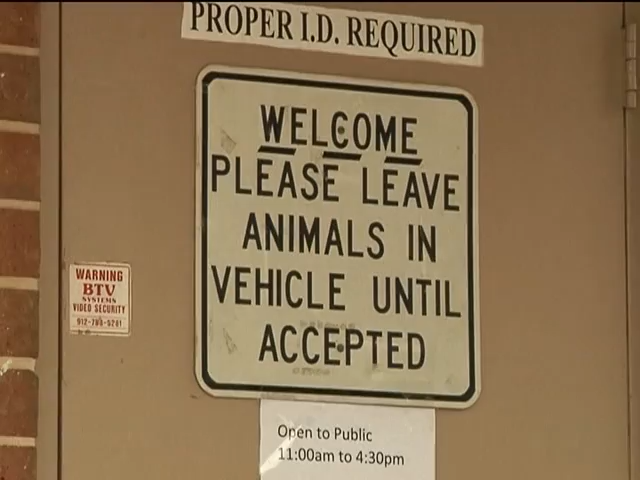 PROPER I.D. REQUIRED
WELCOME
PLEASE LEAVE
ANIMALS IN
VEHICLE UNTIL
ACCEPTED
WARNING
BTV
SYSTEMS
VIDEO SECURITY
Open to Public
11:00am to 4:30pm